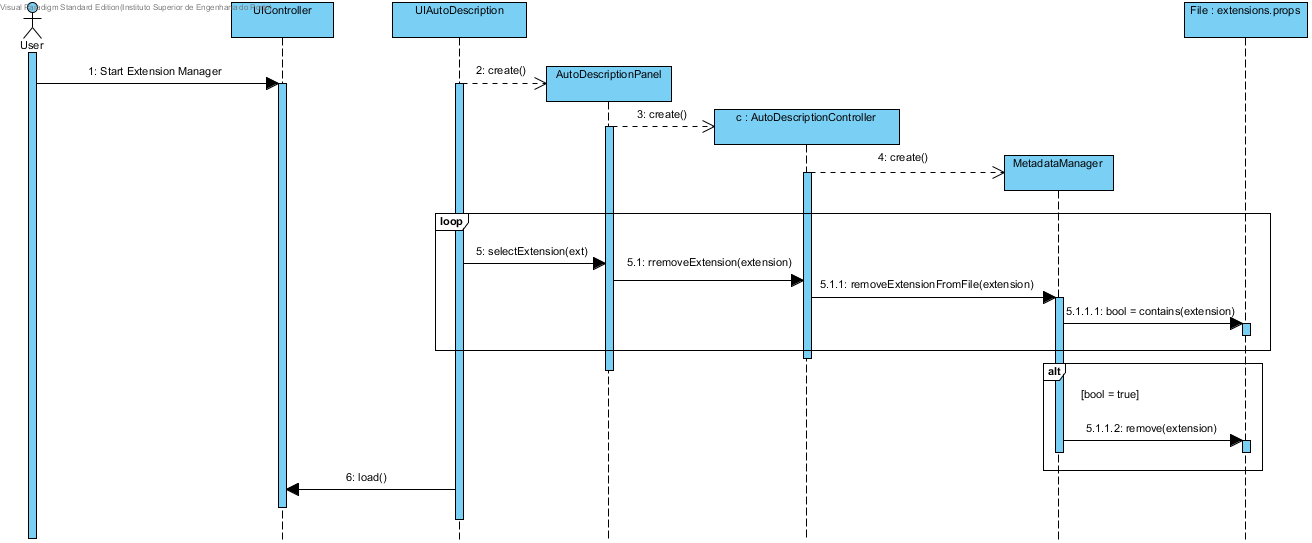 Visual Paradigm Standard Edition(Instituto Superior de Engenharia do
UIController
UIAutoDescription
File : extensions.props
User
1: Start Extension Manager
2: create()
AutoDescriptionPanel
3: create()
c : AutoDescriptionController
4: create()
MetadataManager
loop
5: selectExtension(ext)
5.1: rremoveExtension(extension)
5.1.1: removeExtensionFromFile(extension)
5.1.1.1: bool = contains(extension)
alt
[bool = true]
5.1.1.2: remove(extension)
6: load()